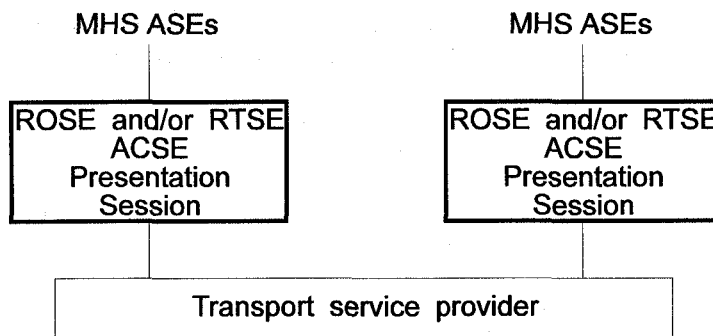 MHS ASEs
MHS ASEs
ROSE and/or RTSE
ACSE
Presentation
Session
ROSE and/or RTSE
ACSE
Presentation
Session
Transport service provider